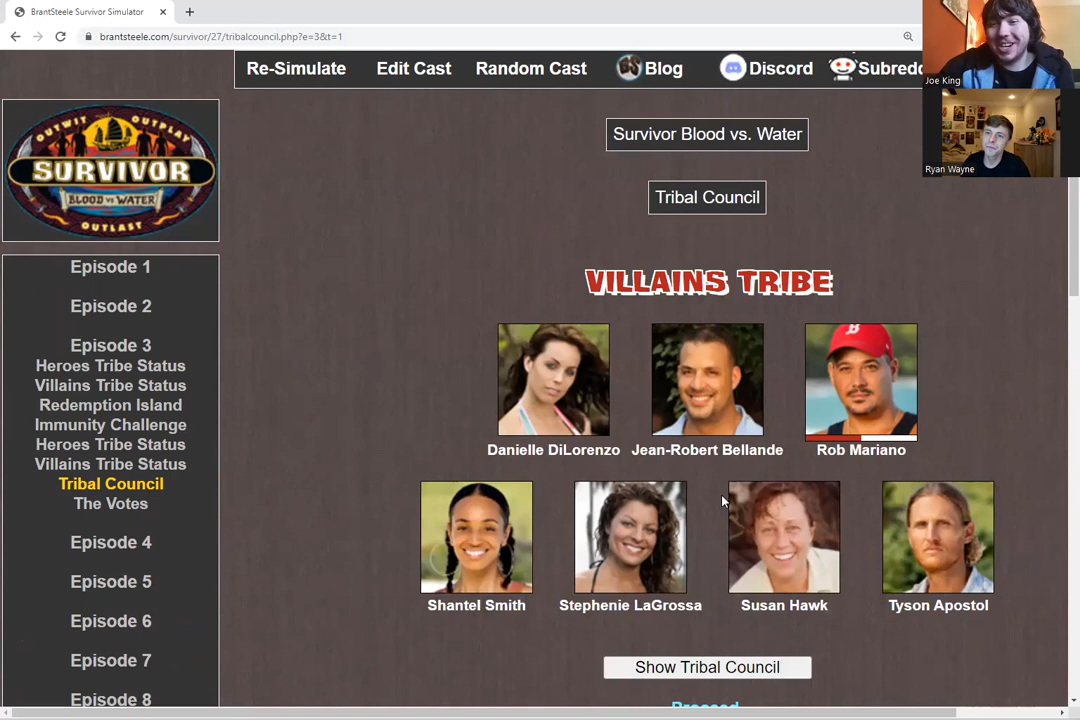 BrantSteele Survivor Simulator
brantsteele.com/survivor/27/tribalcouncil.php?e=3&t=1
Re-Simulate Edit Cast Random Cast Blog Discord
Joe King
Ryan Wayne
OUTWIT OUTPLAY
SURVIVOR
BLOOD vs WATER
OUTLAST
Survivor Blood vs. Water
Tribal Council
VILLAINS TRIBE
Episode 1
Episode 2
Episode 3
Heroes Tribe Status
Villains Tribe Status
Redemption Island
Immunity Challenge
Heroes Tribe Status
Villains Tribe Status
Tribal Council
The Votes
Episode 4
Episode 5
Episode 6
Episode 7
Episode 8
Danielle DiLorenzo Jean-Robert Bellande Rob Mariano
Shantel Smith Stephenie LaGrossa Susan Hawk Tyson Apostol
Show Tribal Council
Proceed